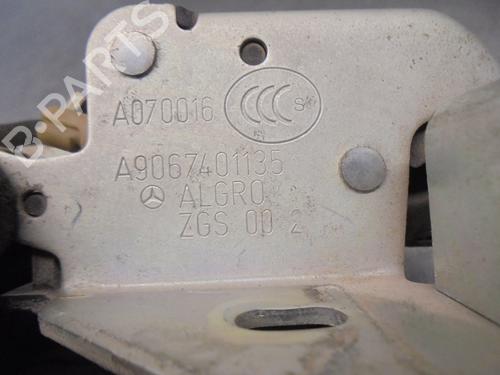 A070016 CCC S
A9067401135
ALGRO
ZGS 00 2
B-PARTS